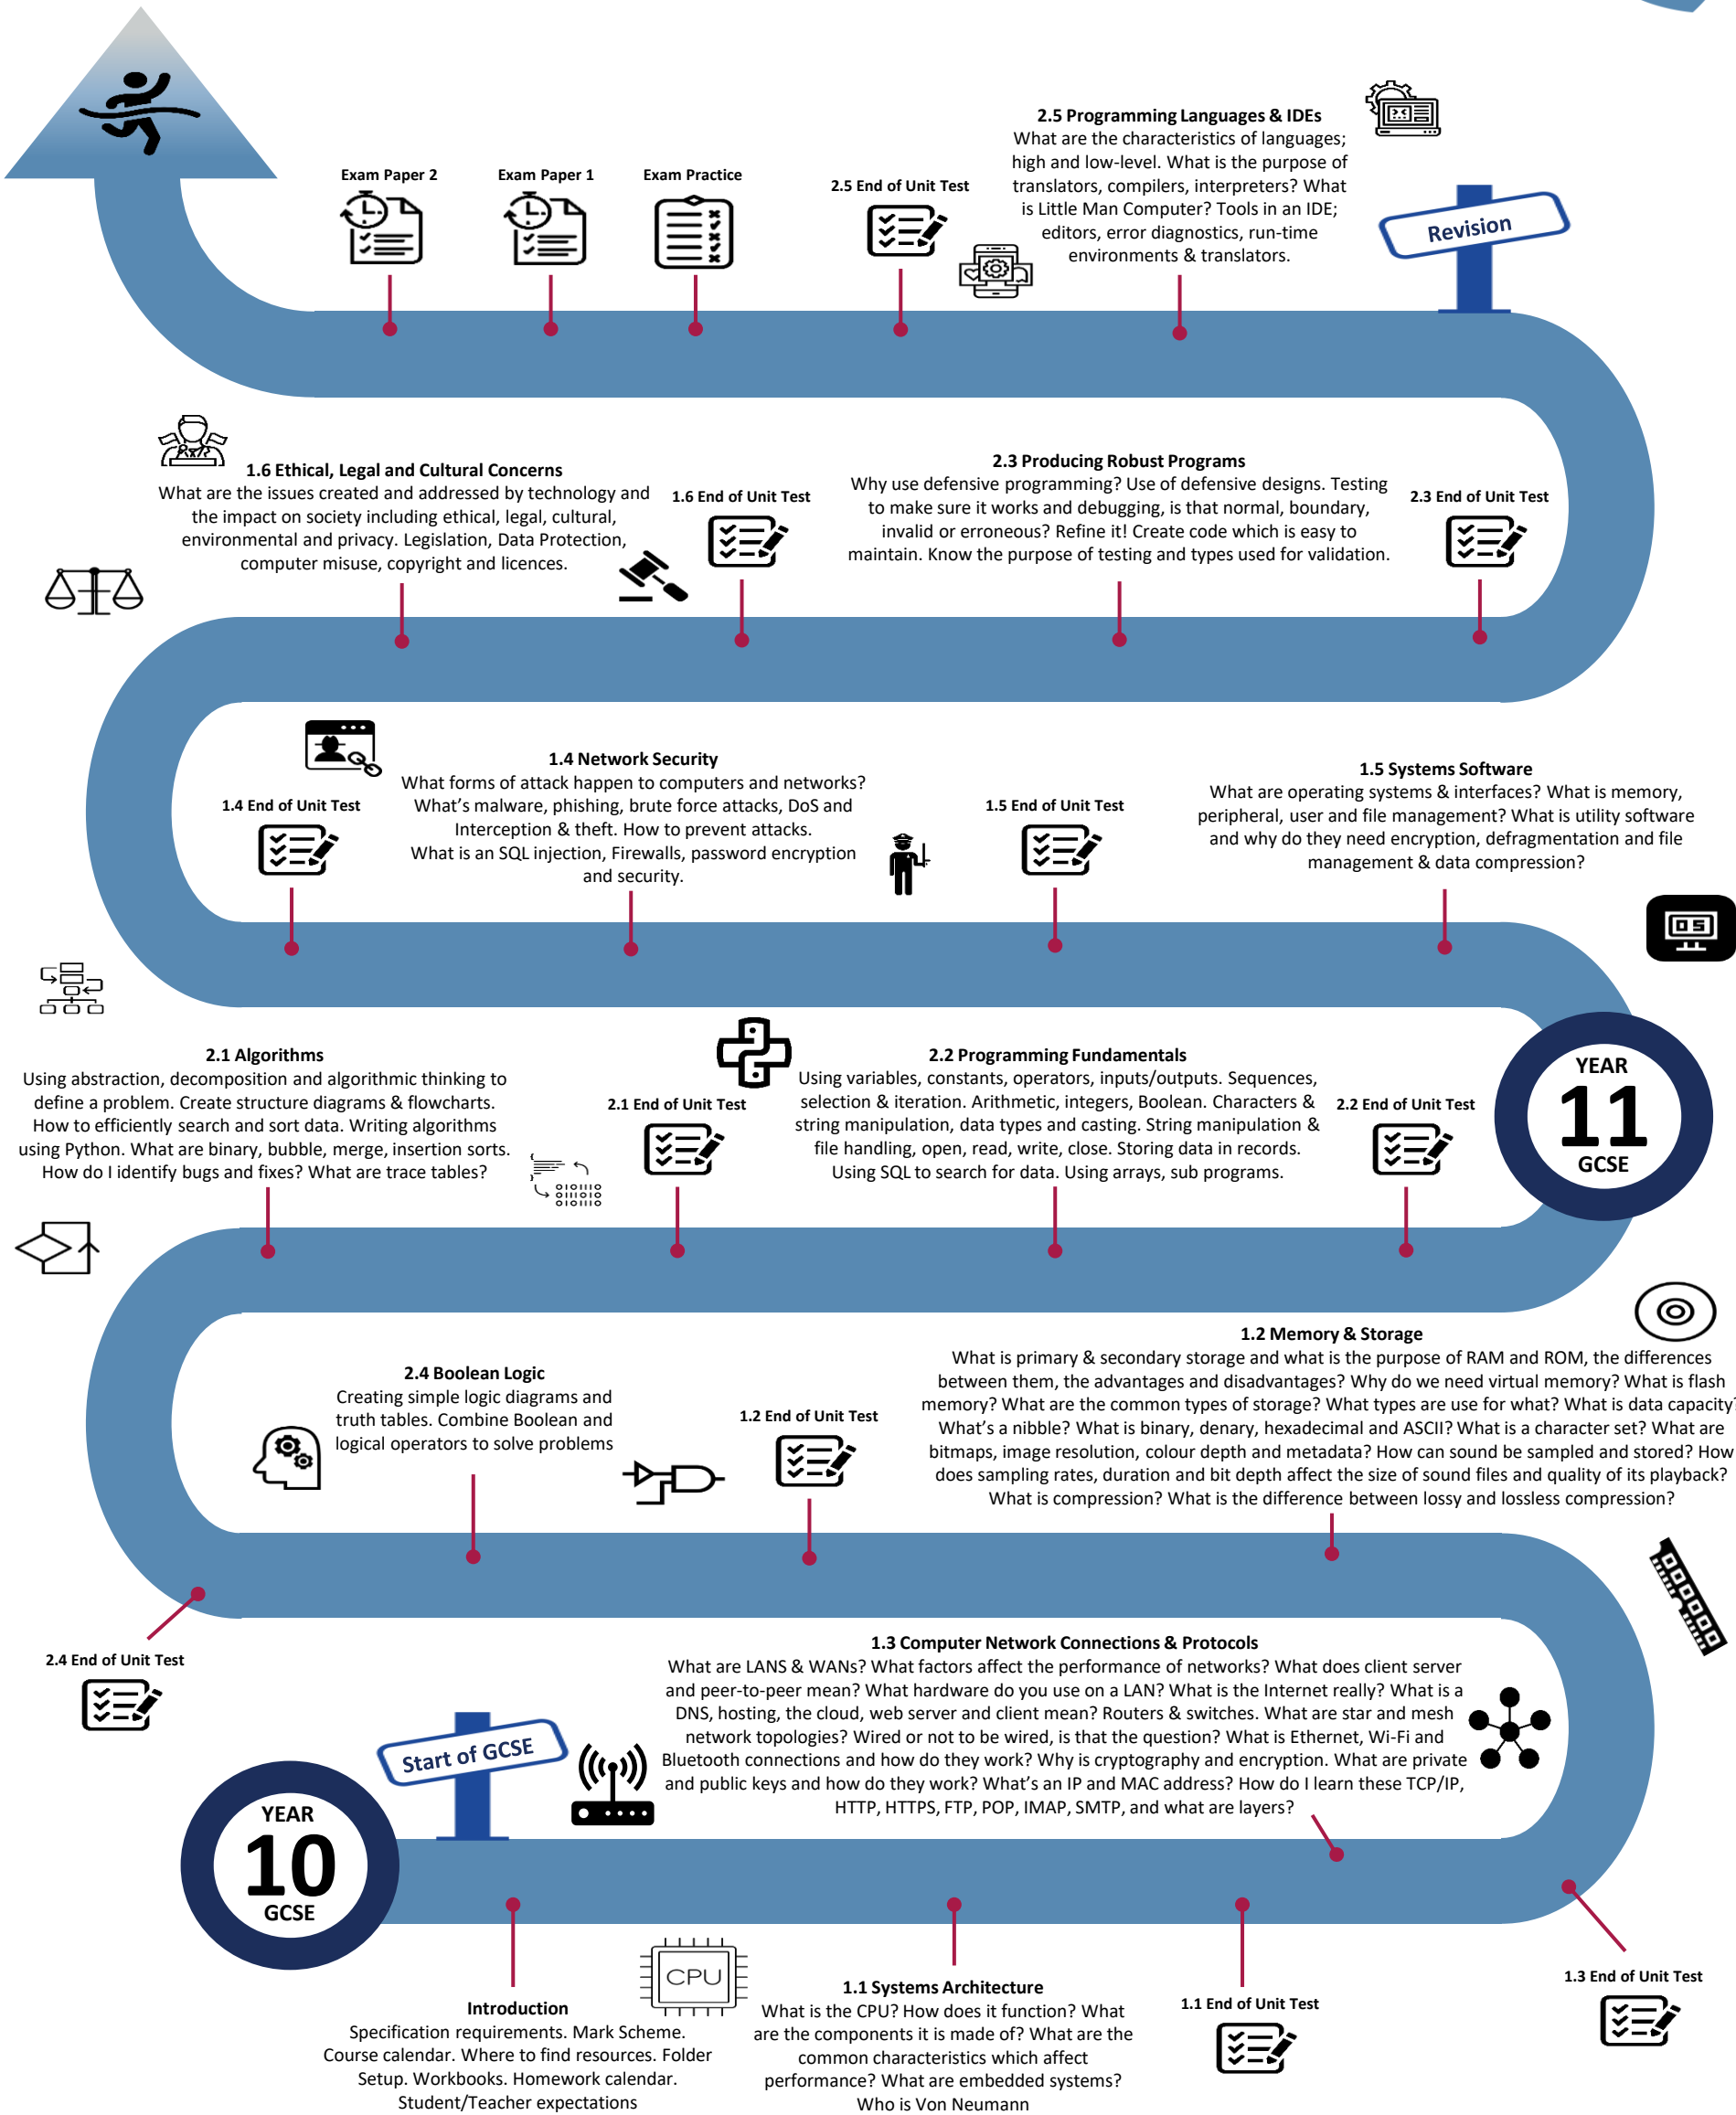 2.5 Programming Languages & IDEs
What are the characteristics of languages;
high and low-level. What is the purpose of
translators, compilers, interpreters? What
is Little Man Computer? Tools in an IDE;
editors, error diagnostics, run-time
environments & translators.
Exam Paper 2
Exam Paper 1
Exam Practice
2.5 End of Unit Test
Revision
1.6 Ethical, Legal and Cultural Concerns
What are the issues created and addressed by technology and
the impact on society including ethical, legal, cultural,
environmental and privacy. Legislation, Data Protection,
computer misuse, copyright and licences.
1.6 End of Unit Test
2.3 Producing Robust Programs
Why use defensive programming? Use of defensive designs. Testing
to make sure it works and debugging, is that normal, boundary,
invalid or erroneous? Refine it! Create code which is easy to
maintain. Know the purpose of testing and types used for validation.
2.3 End of Unit Test
1.4 End of Unit Test
1.4 Network Security
What forms of attack happen to computers and networks?
What's malware, phishing, brute force attacks, DoS and
Interception & theft. How to prevent attacks.
What is an SQL injection, Firewalls, password encryption
and security.
1.5 End of Unit Test
1.5 Systems Software
What are operating systems & interfaces? What is memory,
peripheral, user and file management? What is utility software
and why do they need encryption, defragmentation and file
management & data compression?
OS
2.1 Algorithms
Using abstraction, decomposition and algorithmic thinking to
define a problem. Create structure diagrams & flowcharts.
How to efficiently search and sort data. Writing algorithms
using Python. What are binary, bubble, merge, insertion sorts.
How do I identify bugs and fixes? What are trace tables?
010110
011010
010110
2.1 End of Unit Test
2.2 Programming Fundamentals
Using variables, constants, operators, inputs/outputs. Sequences,
selection & iteration. Arithmetic, integers, Boolean. Characters &
string manipulation, data types and casting. String manipulation &
file handling, open, read, write, close. Storing data in records.
Using SQL to search for data. Using arrays, sub programs.
2.2 End of Unit Test
YEAR
11
GCSE
2.4 Boolean Logic
Creating simple logic diagrams and
truth tables. Combine Boolean and
logical operators to solve problems
1.2 End of Unit Test
1.2 Memory & Storage
What is primary & secondary storage and what is the purpose of RAM and ROM, the differences
between them, the advantages and disadvantages? Why do we need virtual memory? What is flash
memory? What are the common types of storage? What types are use for what? What is data capacity?
What's a nibble? What is binary, denary, hexadecimal and ASCII? What is a character set? What are
bitmaps, image resolution, colour depth and metadata? How can sound be sampled and stored? How
does sampling rates, duration and bit depth affect the size of sound files and quality of its playback?
What is compression? What is the difference between lossy and lossless compression?
2.4 End of Unit Test
1.3 Computer Network Connections & Protocols
What are LANS & WANs? What factors affect the performance of networks? What does client server
and peer-to-peer mean? What hardware do you use on a LAN? What is the Internet really? What is a
DNS, hosting, the cloud, web server and client mean? Routers & switches. What are star and mesh
network topologies? Wired or not to be wired, is that the question? What is Ethernet, Wi-Fi and
Bluetooth connections and how do they work? Why is cryptography and encryption. What are private
and public keys and how do they work? What's an IP and MAC address? How do I learn these TCP/IP,
HTTP, HTTPS, FTP, POP, IMAP, SMTP, and what are layers?
Start of GCSE
YEAR
10
GCSE
Introduction
Specification requirements. Mark Scheme.
Course calendar. Where to find resources. Folder
Setup. Workbooks. Homework calendar.
Student/Teacher expectations
CPU
1.1 Systems Architecture
What is the CPU? How does it function? What
are the components it is made of? What are the
common characteristics which affect
performance? What are embedded systems?
Who is Von Neumann
1.1 End of Unit Test
1.3 End of Unit Test